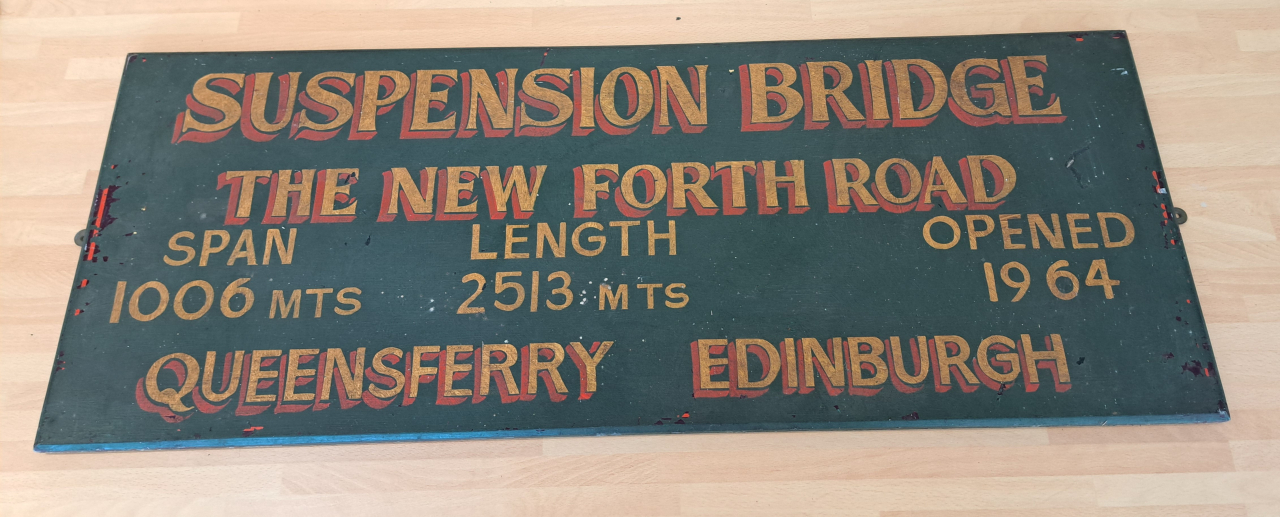 SUSPENSION BRIDGE
THE NEW FORTH ROAD
SPAN LENGTH OPENED
1006 MTS 2513 MTS 1964
QUEENSFERRY EDINBURGH